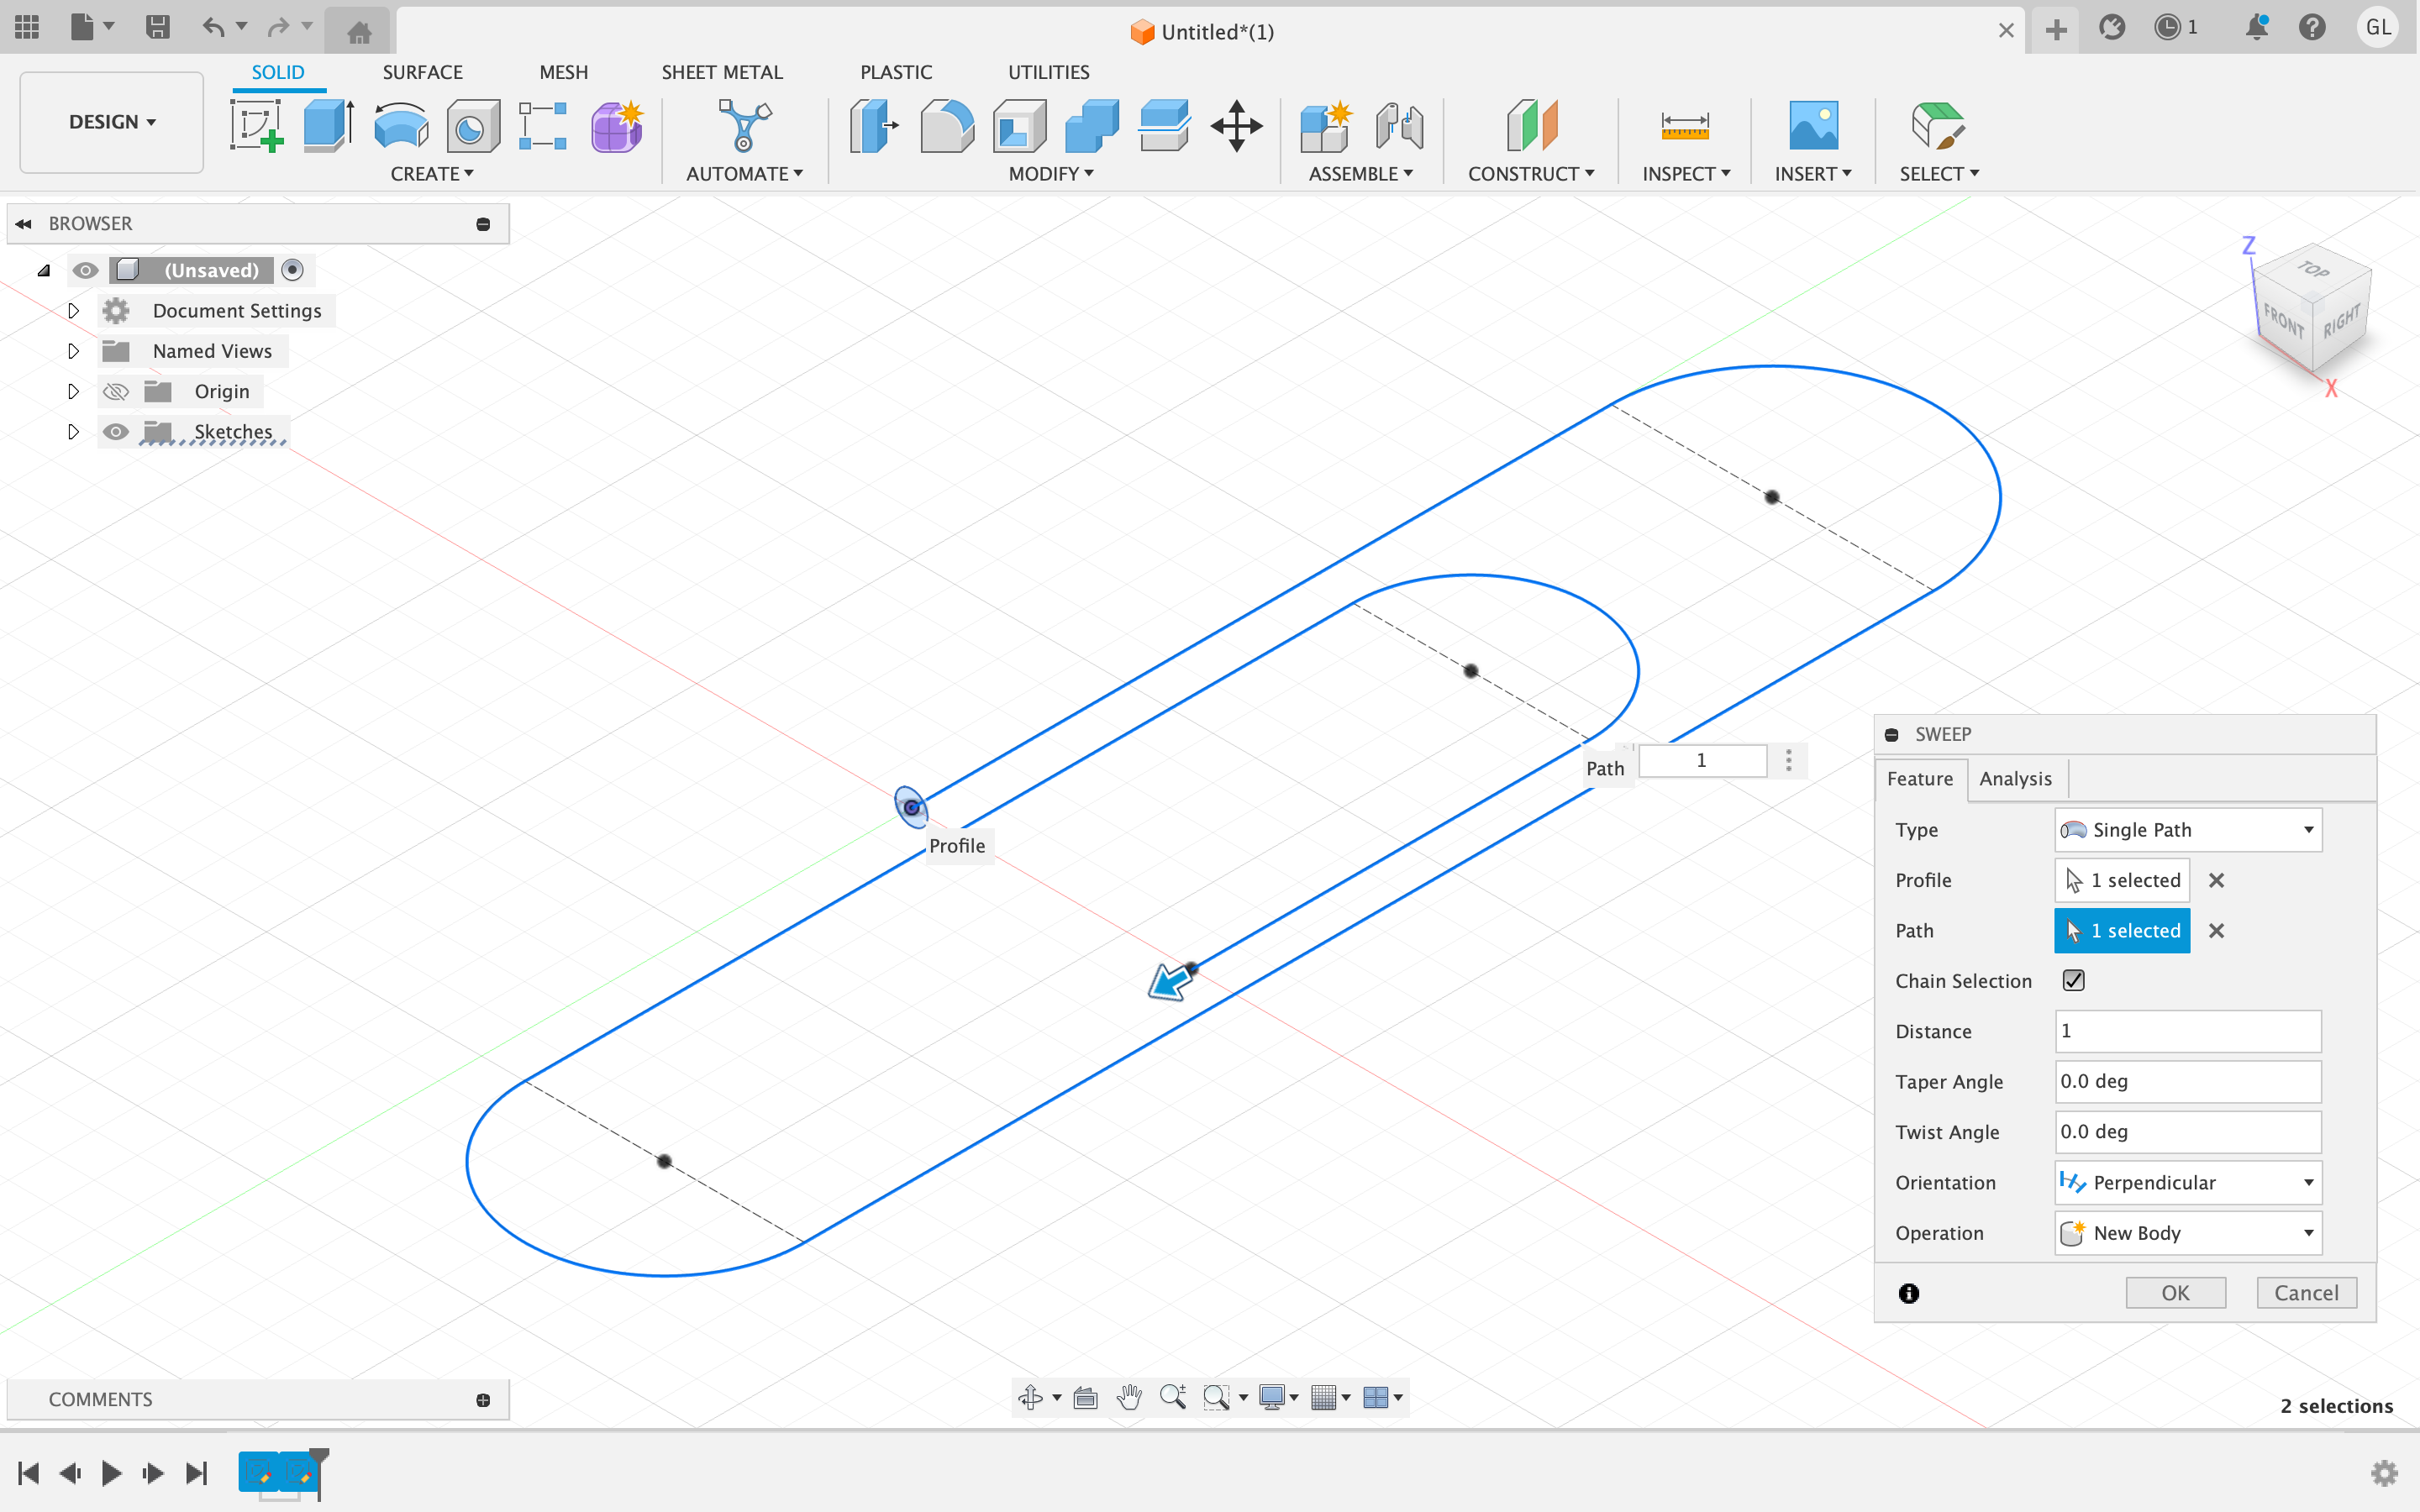 Untitled*(1)
1
GL
DESIGN
SOLID
SURFACE
MESH
SHEET METAL
PLASTIC
UTILITIES
CREATE
AUTOMATE
MODIFY
ASSEMBLE
CONSTRUCT
INSPECT
INSERT
SELECT
BROWSER
(Unsaved)
Document Settings
Named Views
Origin
Sketches
Z
TOP
FRONT
RIGHT
X
Path
1
Profile
SWEEP
Feature
Analysis
Type
Single Path
Profile
1 selected
Path
1 selected
Chain Selection
Distance
1
Taper Angle
0.0 deg
Twist Angle
0.0 deg
Orientation
Perpendicular
Operation
New Body
OK
Cancel
COMMENTS
2 selections